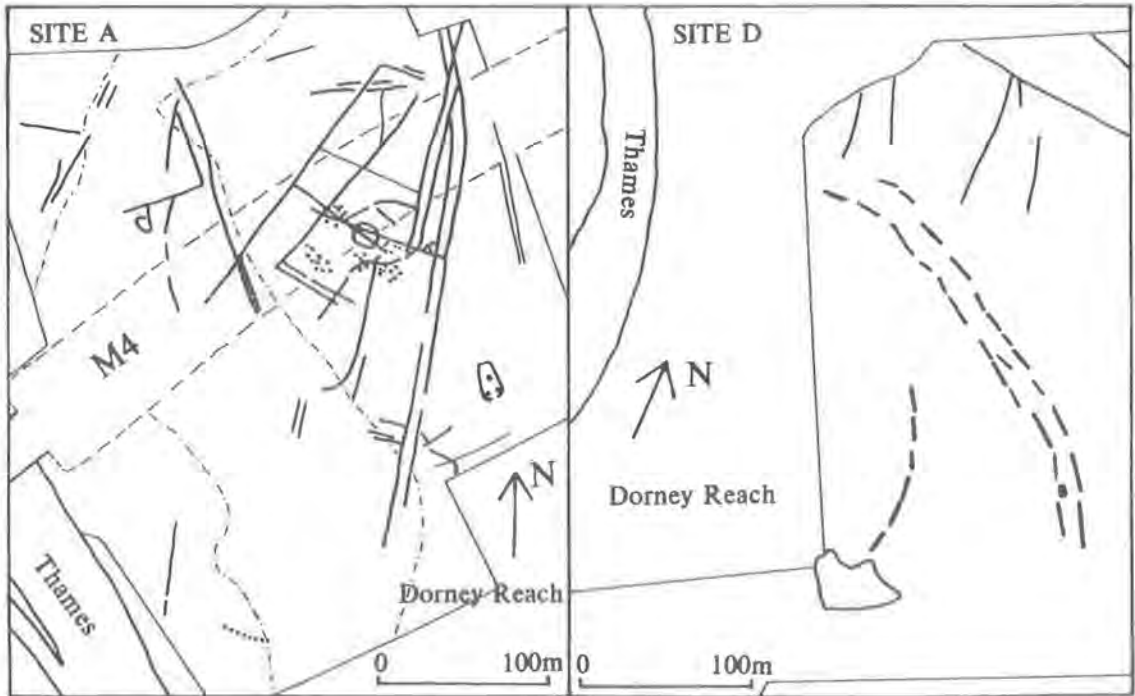 SITE A
M4
N
Thames
Dorney Reach
0 100m
SITE D
Thames
N
Dorney Reach
0 100m